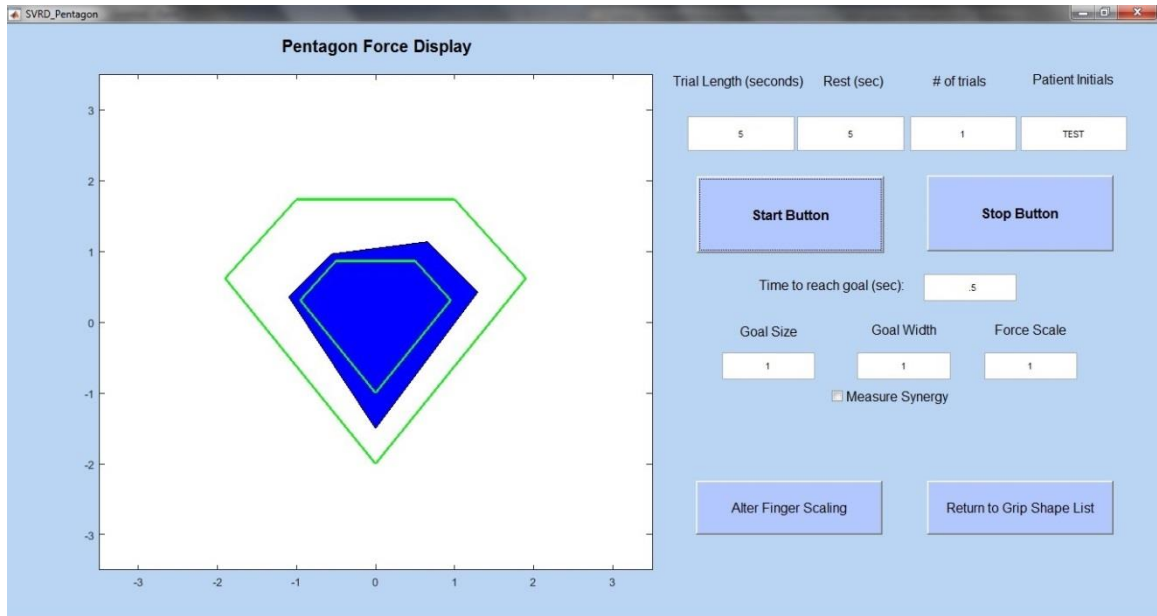 SVRD_Pentagon
Pentagon Force Display
Trial Length (seconds) Rest (sec) # of trials Patient Initials
5 5 1 TEST
Start Button Stop Button
Time to reach goal (sec): .5
Goal Size Goal Width Force Scale
1 1 1
Measure Synergy
Alter Finger Scaling Return to Grip Shape List
3
2
1
0
-1
-2
-3
-3 -2 -1 0 1 2 3